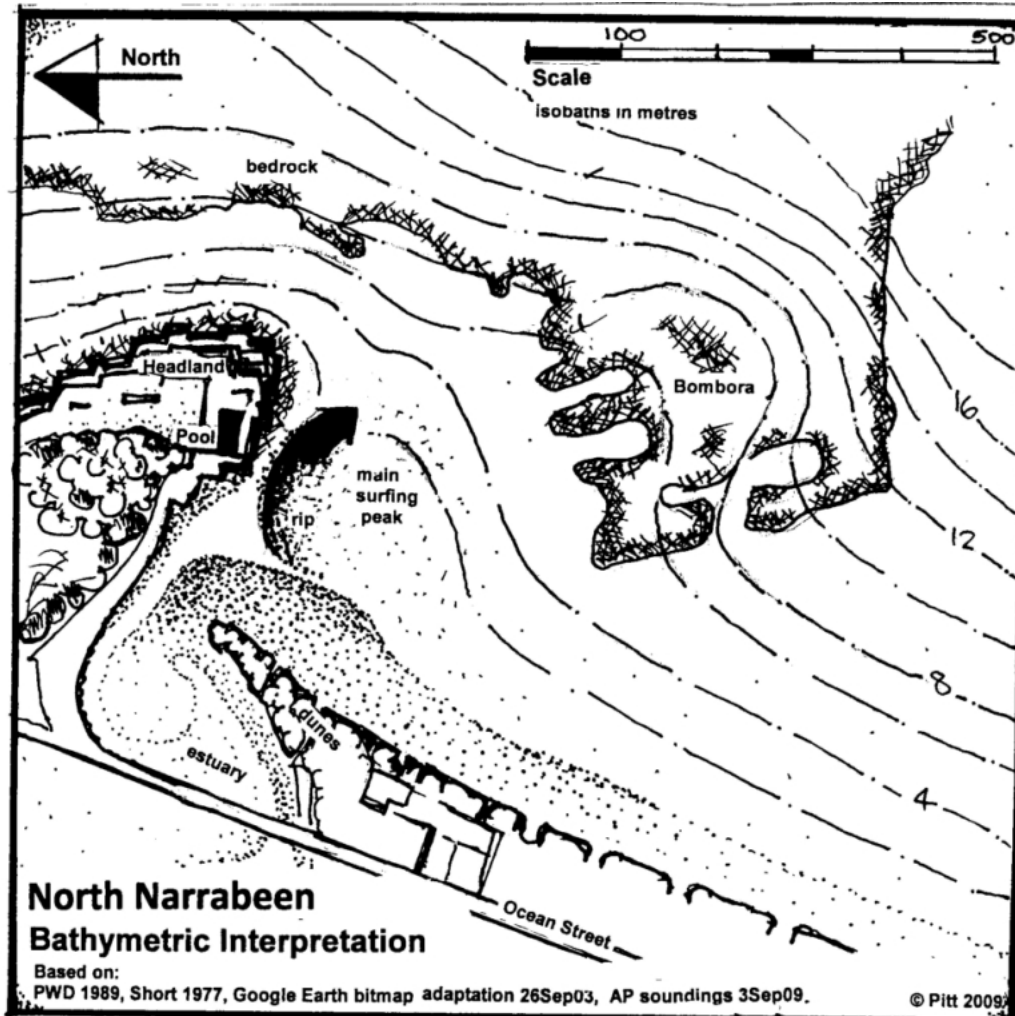 100
500
North
Scale
isobaths in metres
bedrock
Headland
Bombora
Pool
16
main
surfing
peak
rip
12
8
dunes
estuary
4
North Narrabeen
Ocean Street
Bathymetric Interpretation
Based on:
PWD 1989, Short 1977, Google Earth bitmap adaptation 26Sep03, AP soundings 3Sep09.
© Pitt 2009